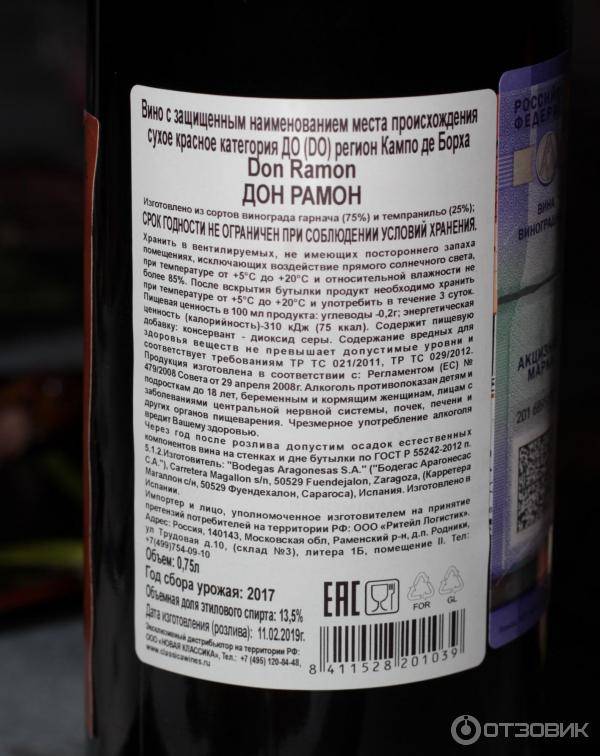 Вино с защищенным наименованием места происхождения
сухое красное категория ДО (DO) регион Кампо де Борха
Don Ramon
ДОН РАМОН
Изготовлено из сортов винограда гарнача (75%) и темпранильо (25%);
СРОК ГОДНОСТИ НЕ ОГРАНИЧЕН ПРИ СОБЛЮДЕНИИ УСЛОВИЙ ХРАНЕНИЯ.
Хранить в вентилируемых, не имеющих постороннего запаха
помещениях, исключающих воздействие прямого солнечного света,
при температуре от +5°С до +20°С и относительной влажности не
более 85%. После вскрытия бутылки продукт необходимо хранить
при температуре от +5°С до +20°С и употребить в течение 3 суток.
Пищевая ценность в 100 мл продукта: углеводы -0,2г; энергетическая
ценность (калорийность)-310 кДж (75 ккал). Содержит пищевую
добавку: консервант - диоксид серы. Содержание вредных для
здоровья веществ не превышает допустимые уровни и
соответствует требованиям ТР ТС 021/2011, ТР ТС 029/2012.
Продукция изготовлена в соответствии с: Регламентом (ЕС) №
479/2008 Совета от 29 апреля 2008г. Алкоголь противопоказан детям и
подросткам до 18 лет, беременным и кормящим женщинам, лицам с
заболеваниями центральной нервной системы, почек, печени и
других органов пищеварения. Чрезмерное употребление алкоголя
вредит Вашему здоровью.
Через год после розлива допустим осадок естественных
компонентов вина на стенках и дне бутылки по ГОСТ Р 55242-2012 п.
5.1.2.Изготовитель: "Bodegas Aragonesas S.A." ("Бодегас Арагонесас
S.A."), Carretera Magallon s/n, 50529 Fuendejalon, Zaragoza, (Карретера
Магаллон с/н, 50529 Фуендехалон, Сарагоса), Испания. Изготовлено в
Испании.
Импортер и лицо, уполномоченное изготовителем на принятие
претензий потребителей на территории РФ: ООО «Ритейл Логистик».
Адрес: Россия, 140143, Московская обл, Раменский р-н, д.п. Родники,
ул Трудовая д.10, (склад №3), литера 1Б, помещение II. Тел:
+7(499)754-09-10
Объем: 0,75л
Год сбора урожая: 2017
Объемная доля этилового спирта: 13,5%
Дата изготовления (розлива): 11.02.2019г.
Эксклюзивный дистрибьютор на территории РФ:
ООО «НОВАЯ КЛАССИКА», Тел.: +7 (495) 120-84-48,
www.classicawines.ru
EAC
FOR
GL
8 411528 201039
ВИНА
ОТЗОВИК